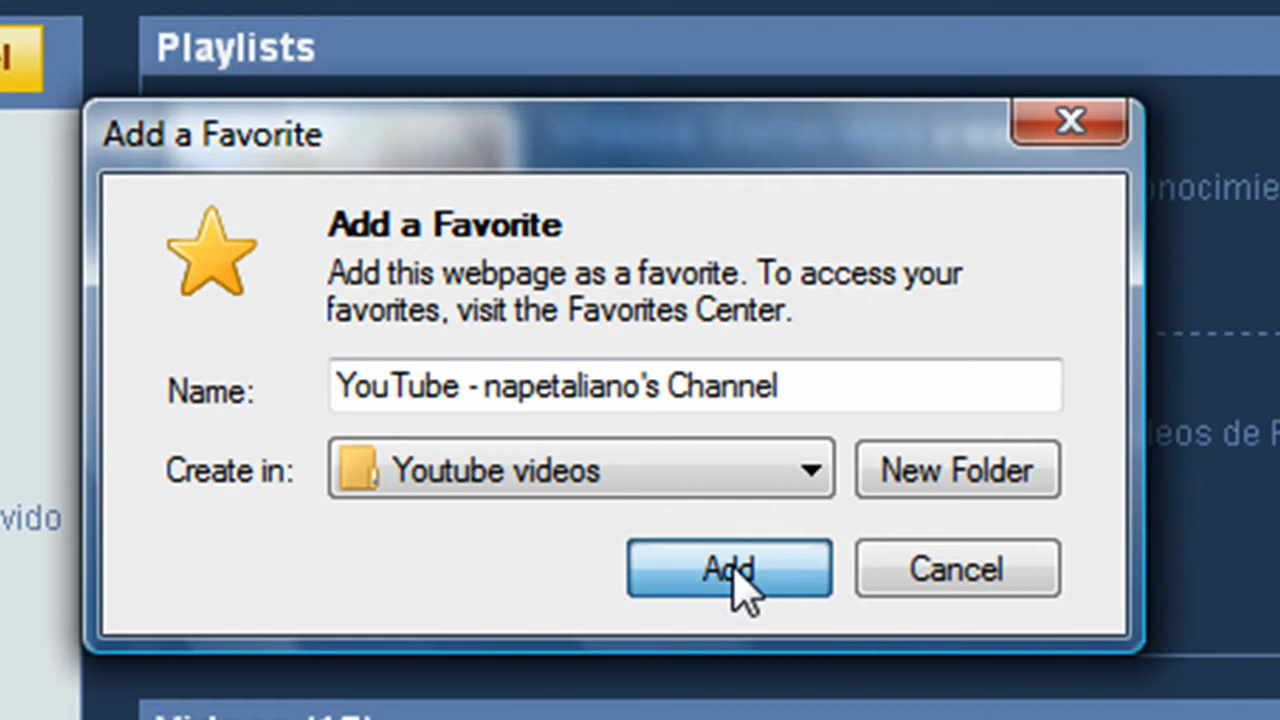 Playlists
Add a Favorite
Add a Favorite
Add this webpage as a favorite. To access your
favorites, visit the Favorites Center.
Name: YouTube - napetaliano's Channel
Create in: Youtube videos New Folder
vido
Add Cancel